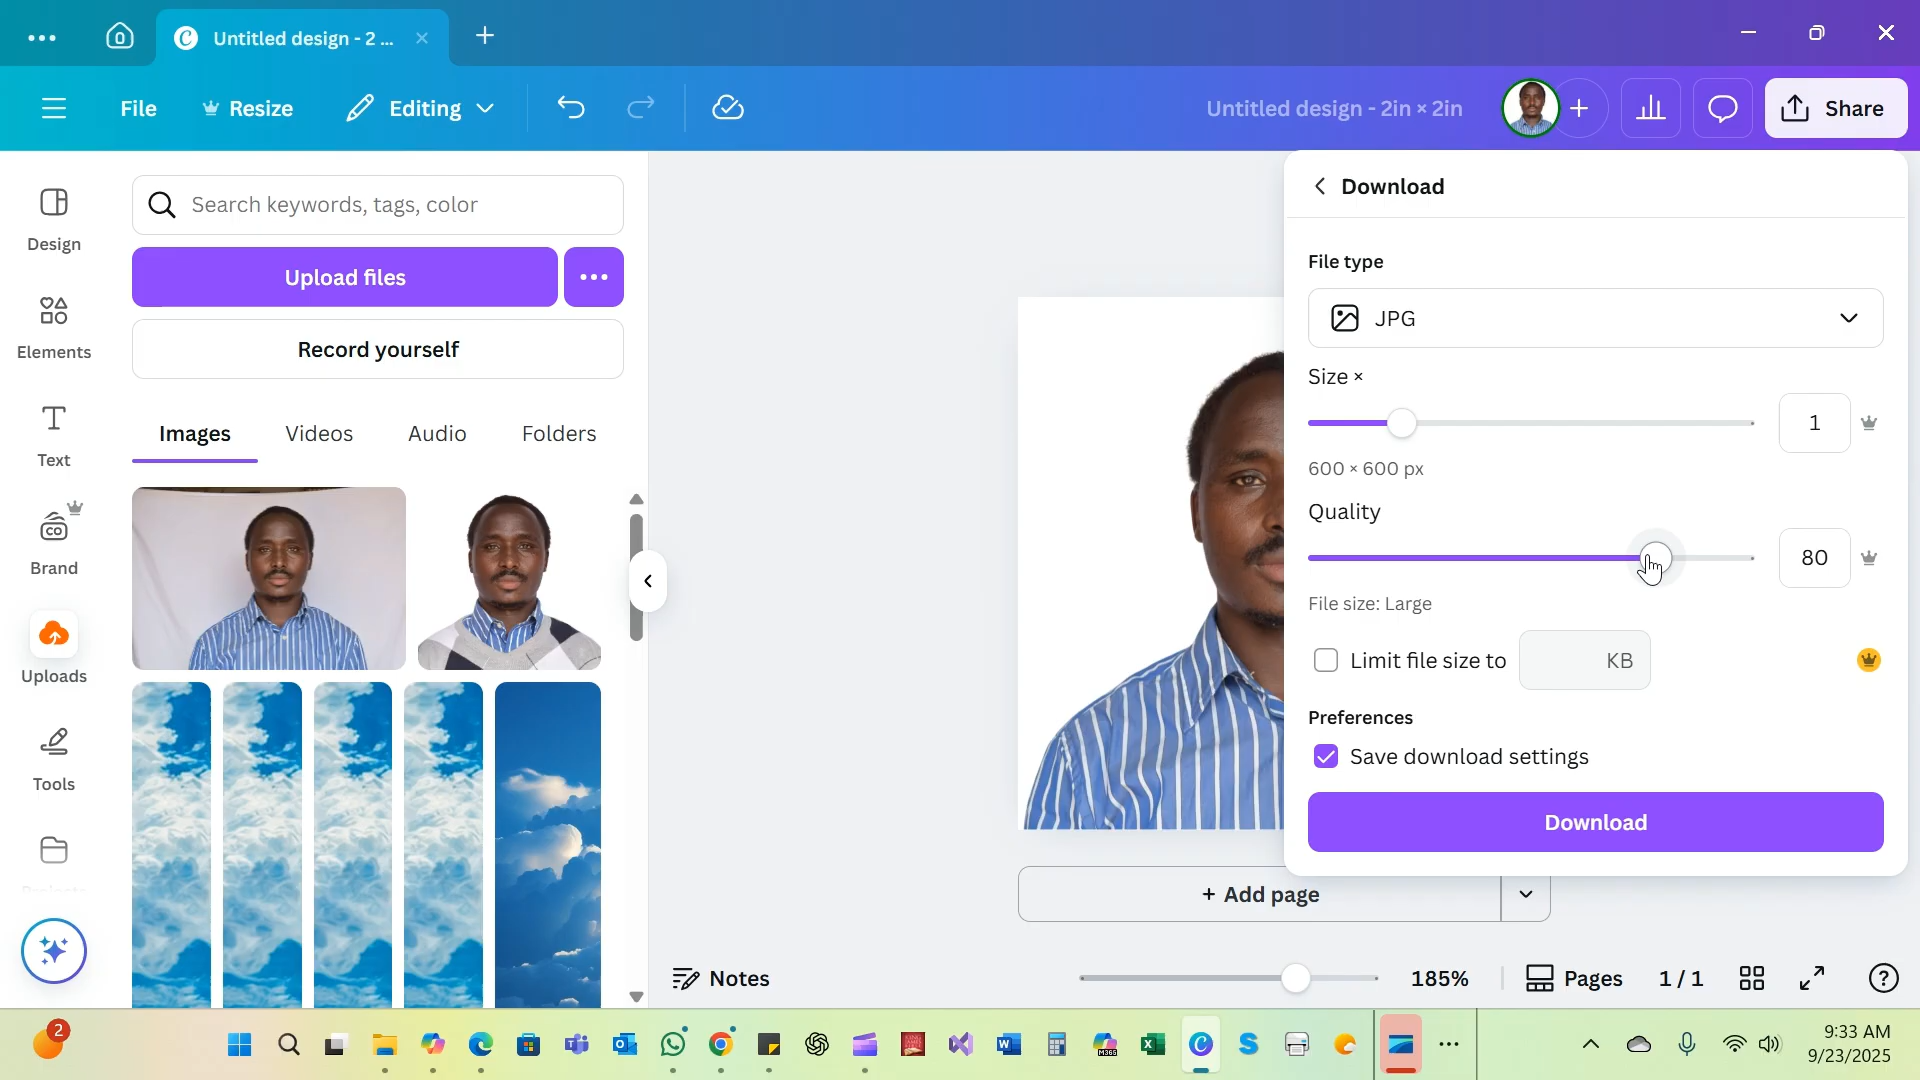 Untitled design - 2 ...
File
Resize
Editing
Untitled design - 2in × 2in
Share
Design
Elements
Text
Brand
Uploads
Tools
Search keywords, tags, color
Upload files
Record yourself
Images Videos Audio Folders
Download
File type
JPG
Size ×
1
600 × 600 px
Quality
80
File size: Large
Limit file size to KB
Preferences
Save download settings
Download
+ Add page
Notes
185%
Pages
1 / 1
2
9:33 AM
9/23/2025